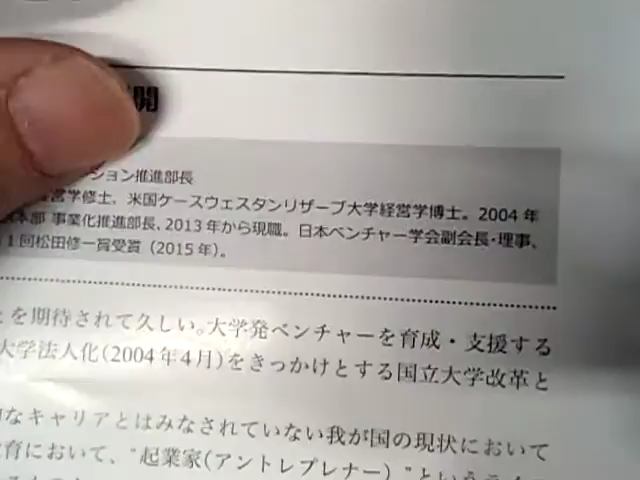 開
ション推進部長
営学修士、米国ケースウェスタンリザーブ大学経営学博士。2004 年
本部 事業化推進部長、2013 年から現職。日本ベンチャー学会副会長・理事、
1 回松田修一賞受賞（2015 年）。
を期待されて久しい。大学発ベンチャーを育成・支援する
大学法人化(2004年4月)をきっかけとする国立大学改革と
なキャリアとはみなされていない我が国の現状において
育において、“起業家(アントレプレナー）”という